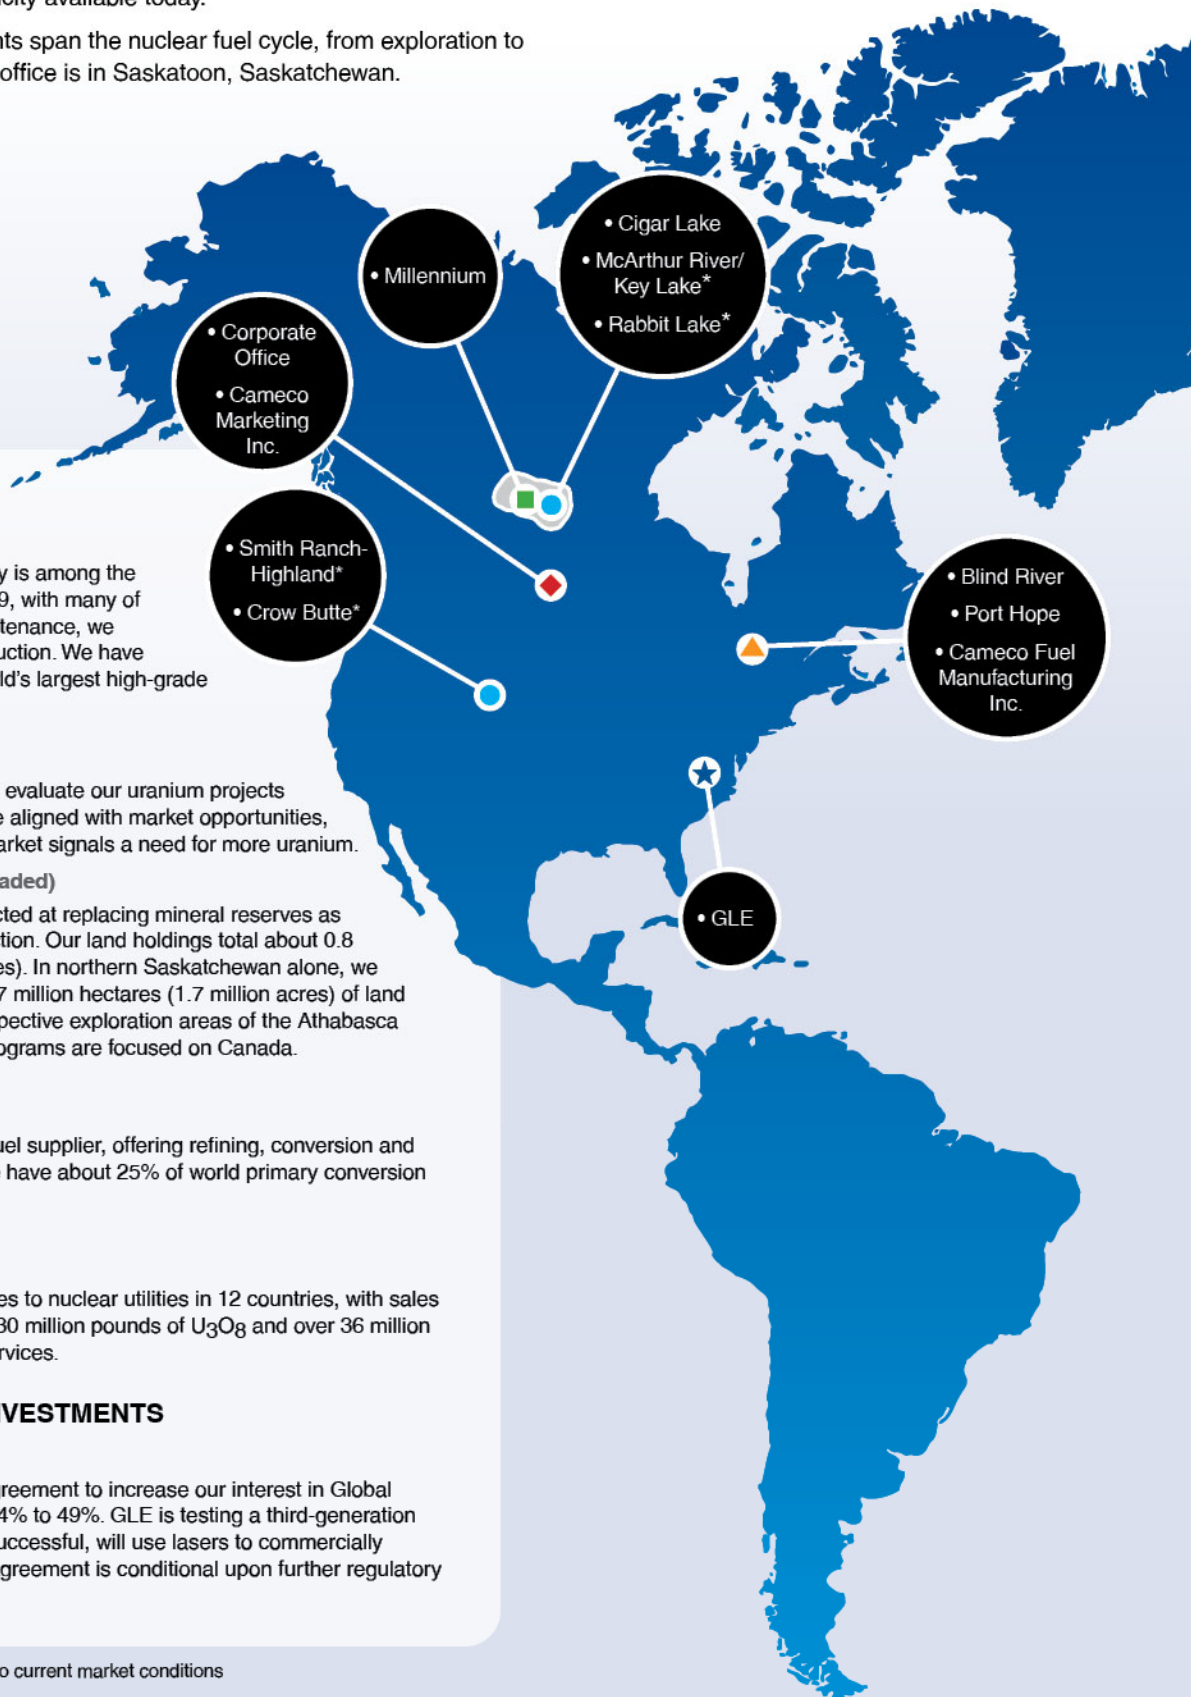 city available today.
nts span the nuclear fuel cycle, from exploration to
office is in Saskatoon, Saskatchewan.
• Cigar Lake
• McArthur River/
Key Lake*
• Rabbit Lake*
• Millennium
• Corporate
Office
• Cameco
Marketing
Inc.
• Smith Ranch-
Highland*
• Crow Butte*
• Blind River
• Port Hope
• Cameco Fuel
Manufacturing
Inc.
• GLE
y is among the
9, with many of
tenance, we
uction. We have
ld's largest high-grade
evaluate our uranium projects
e aligned with market opportunities,
arket signals a need for more uranium.
aded)
cted at replacing mineral reserves as
tion. Our land holdings total about 0.8
es). In northern Saskatchewan alone, we
7 million hectares (1.7 million acres) of land
spective exploration areas of the Athabasca
ograms are focused on Canada.
uel supplier, offering refining, conversion and
e have about 25% of world primary conversion
es to nuclear utilities in 12 countries, with sales
30 million pounds of U3O8 and over 36 million
rvices.
NVESTMENTS
greement to increase our interest in Global
4% to 49%. GLE is testing a third-generation
successful, will use lasers to commercially
greement is conditional upon further regulatory
o current market conditions